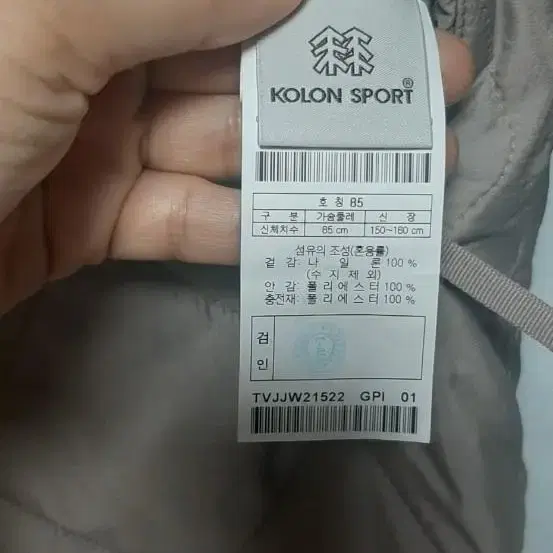 KOLON SPORT®
호 칭 85
구 분 가슴둘레 신 장
신체치수 85 cm 150~160 cm
섬유의 조성(혼용률)
겉 감: 나 일 론 100 %
(수 지 제 외)
안 감: 폴리에스터 100 %
충전재: 폴리에스터 100 %
검
인
TVJJW21522 GPI 01